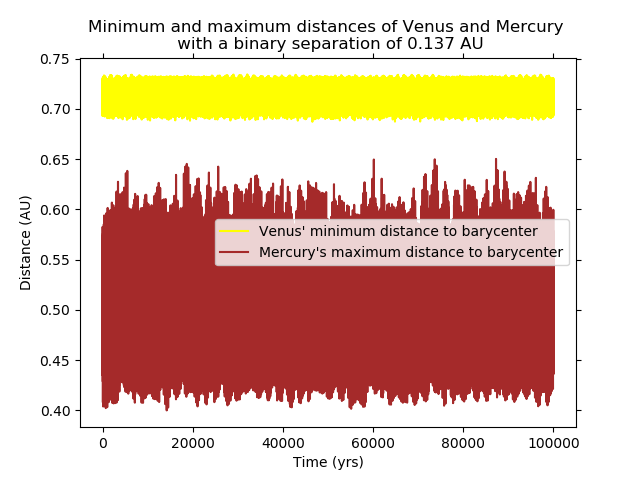 Minimum and maximum distances of Venus and Mercury
with a binary separation of 0.137 AU
0.75
0.70
0.65
0.60
0.55
0.50
0.45
0.40
Distance (AU)
Venus' minimum distance to barycenter
Mercury's maximum distance to barycenter
0
20000
40000
60000
80000
100000
Time (yrs)